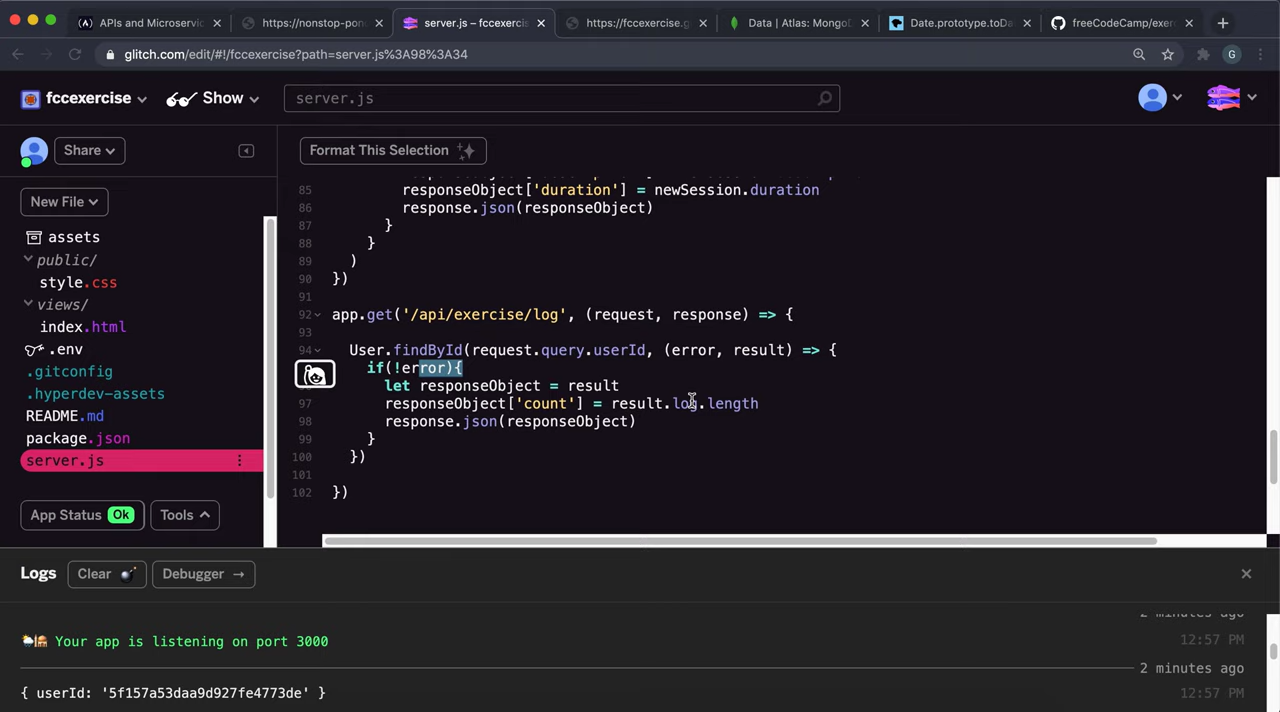 APIs and Microservic
https://nonstop-pon
server.js – fccexercis
https://fccexercise.g
Data | Atlas: MongoD
Date.prototype.toDa
freeCodeCamp/exer
glitch.com/edit/#!/fccexercise?path=server.js%3A98%3A34
G
fccexercise
Show
server.js
Share
Format This Selection
New File
assets
public/
style.css
views/
index.html
.env
.gitconfig
.hyperdev-assets
README.md
package.json
server.js
App Status Ok
Tools
85 responseObject['duration'] = newSession.duration
86 response.json(responseObject)
87 }
88 }
89 )
90 })
91
92 app.get('/api/exercise/log', (request, response) => {
93
94 User.findById(request.query.userId, (error, result) => {
if(!error){
let responseObject = result
97 responseObject['count'] = result.log.length
98 response.json(responseObject)
99 }
100 })
101
102 })
Logs
Clear
Debugger →
2 minutes ago
Your app is listening on port 3000
12:57 PM
2 minutes ago
{ userId: '5f157a53daa9d927fe4773de' }
12:57 PM